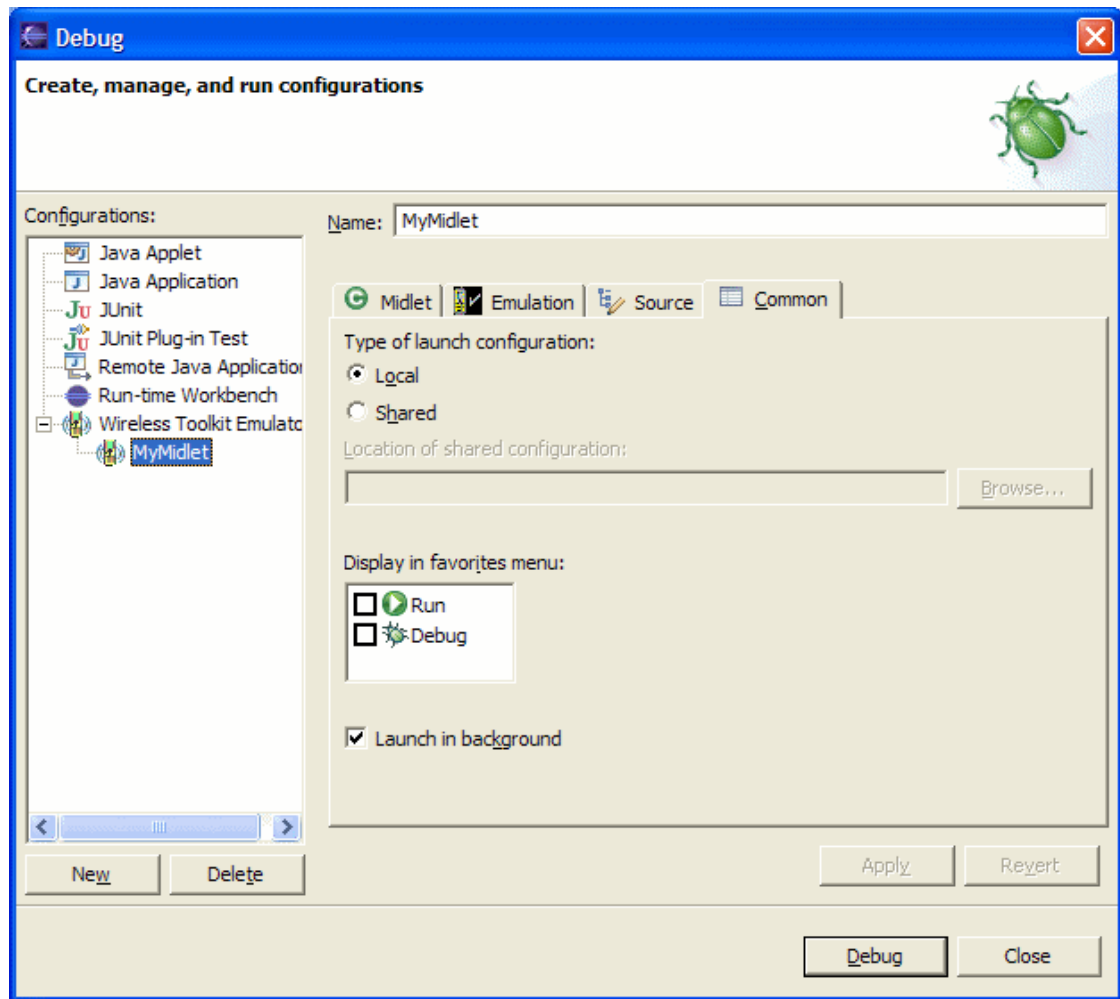 Debug
Create, manage, and run configurations
Configurations:
Java Applet
Java Application
JUnit
JUnit Plug-in Test
Remote Java Application
Run-time Workbench
Wireless Toolkit Emulato
MyMidlet
New
Delete
Name: MyMidlet
Midlet
Emulation
Source
Common
Type of launch configuration:
Local
Shared
Location of shared configuration:
Browse...
Display in favorites menu:
Run
Debug
Launch in background
Apply
Revert
Debug
Close